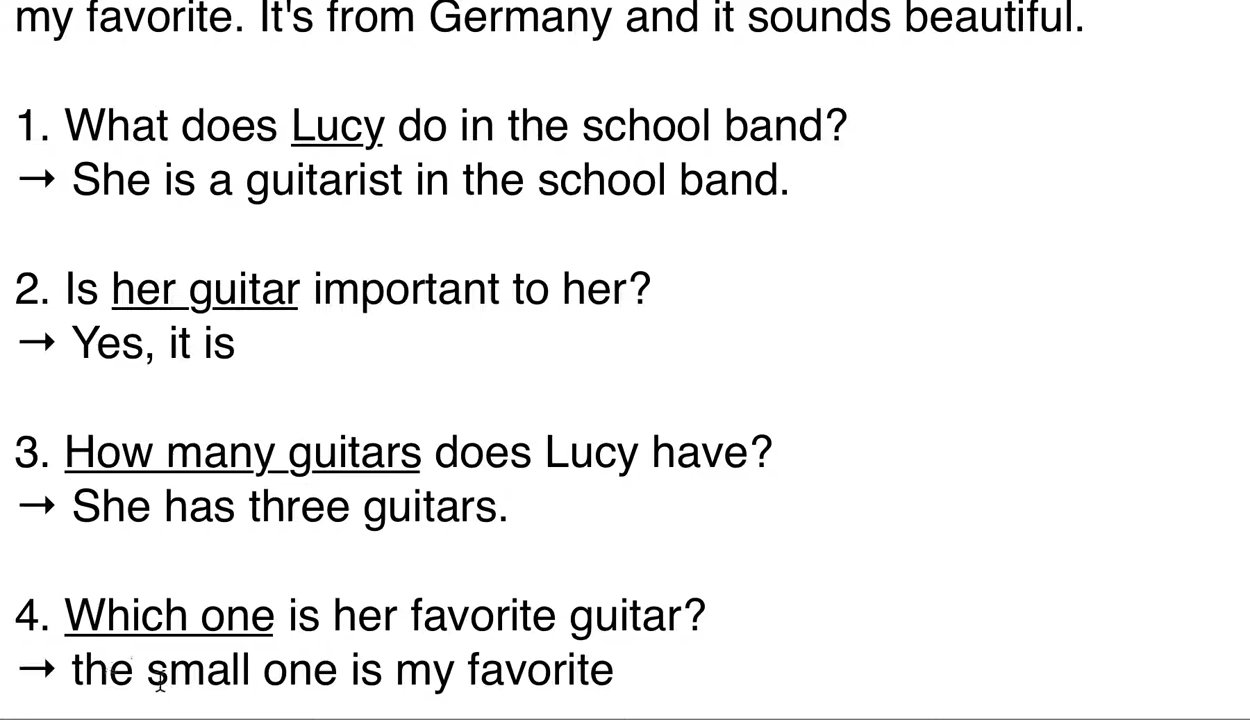 my favorite. It's from Germany and it sounds beautiful.
1. What does Lucy do in the school band?
→ She is a guitarist in the school band.
2. Is her guitar important to her?
→ Yes, it is
3. How many guitars does Lucy have?
→ She has three guitars.
4. Which one is her favorite guitar?
→ the small one is my favorite